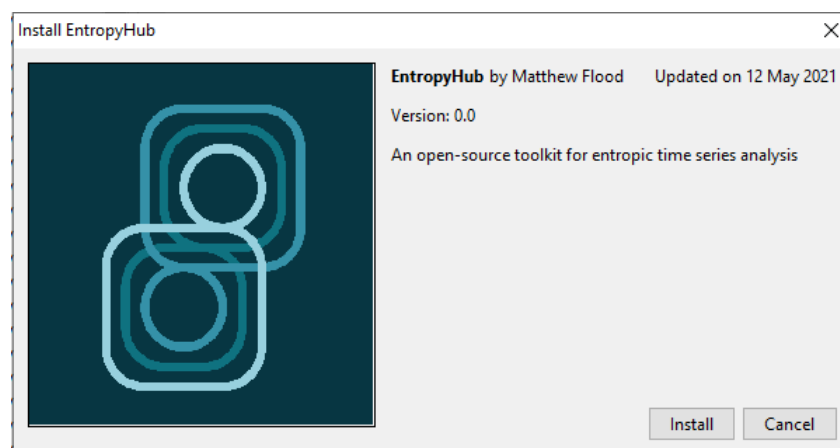 Install EntropyHub
EntropyHub by Matthew Flood Updated on 12 May 2021
Version: 0.0
An open-source toolkit for entropic time series analysis
Install Cancel